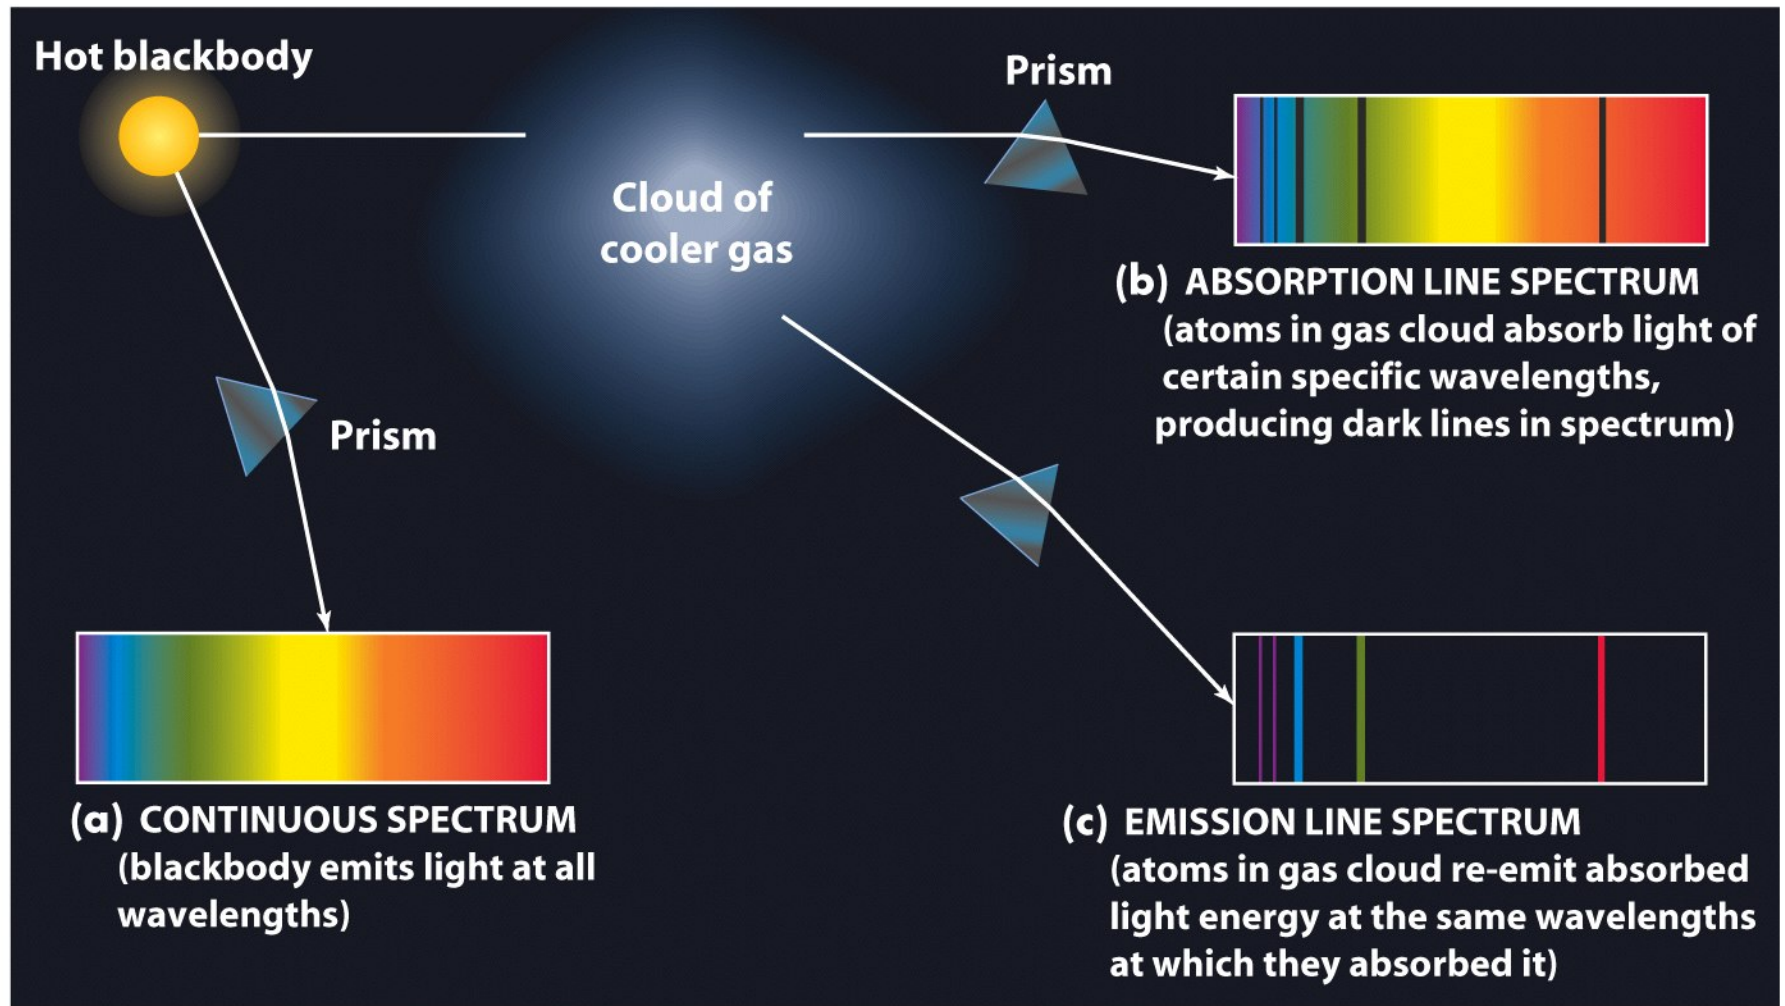 Hot blackbody
Prism
Cloud of
cooler gas
(b) ABSORPTION LINE SPECTRUM
(atoms in gas cloud absorb light of
certain specific wavelengths,
producing dark lines in spectrum)
Prism
(a) CONTINUOUS SPECTRUM
(blackbody emits light at all
wavelengths)
(c) EMISSION LINE SPECTRUM
(atoms in gas cloud re-emit absorbed
light energy at the same wavelengths
at which they absorbed it)